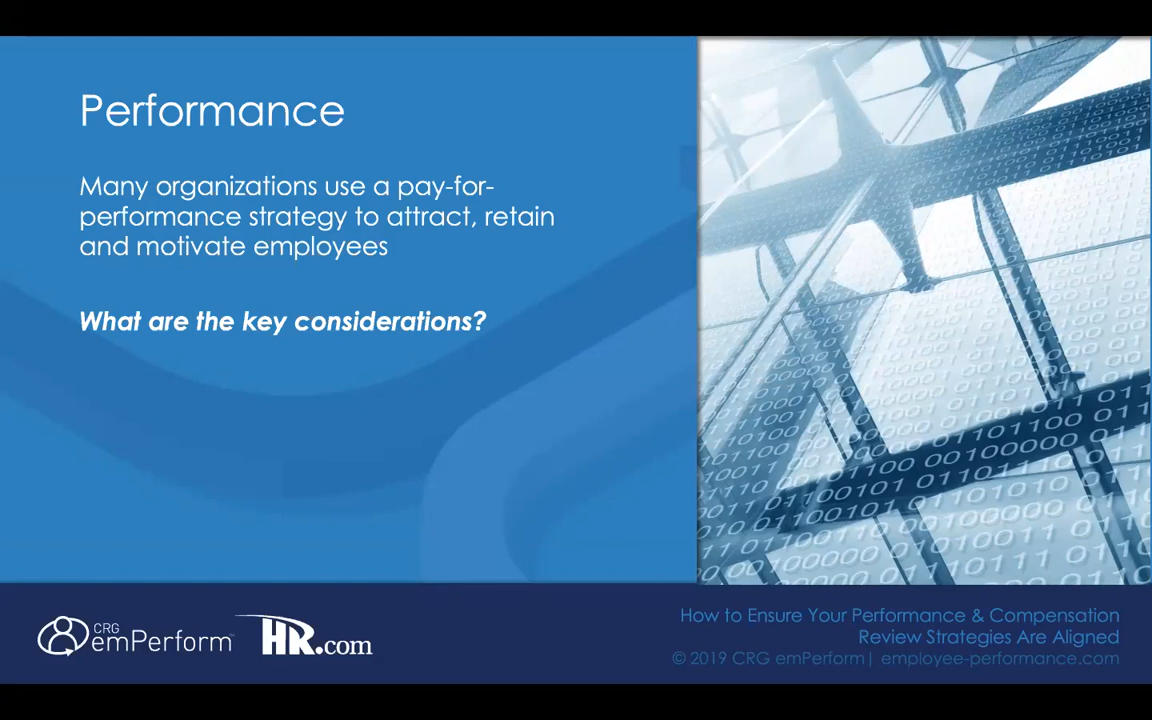 Performance
Many organizations use a pay-for-
performance strategy to attract, retain
and motivate employees
What are the key considerations?
CRG
emPerform™
HR.com
How to Ensure Your Performance & Compensation
Review Strategies Are Aligned
© 2019 CRG emPerform| employee-performance.com